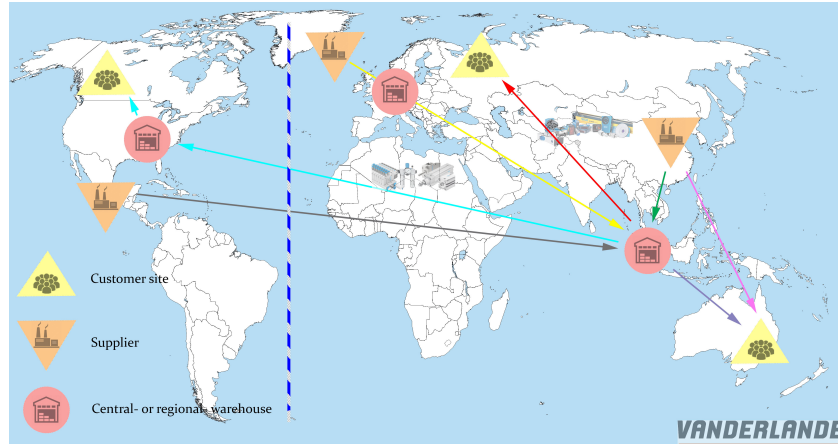 Customer site
Supplier
Central- or regional- warehouse
VANDERLANDE